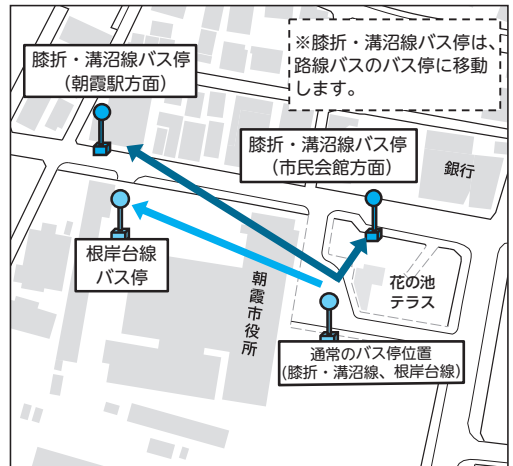 ※膝折・溝沼線バス停は、
路線バスのバス停に移動
します。
膝折・溝沼線バス停
(朝霞駅方面)
膝折・溝沼線バス停
(市民会館方面)
銀行
根岸台線
バス停
朝霞市役所
花の池
テラス
通常のバス停位置
(膝折・溝沼線、根岸台線)